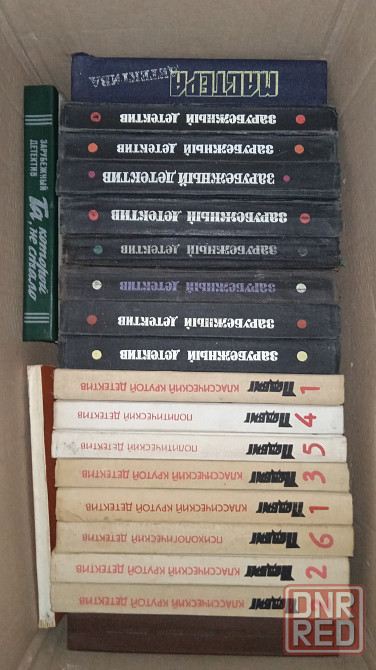 МАСТЕРА
ДЕТЕКТИВА
ЗАРУБЕЖНЫЙ ДЕТЕКТИВ
ЗАРУБЕЖНЫЙ ДЕТЕКТИВ
ЗАРУБЕЖНЫЙ ДЕТЕКТИВ
ЗАРУБЕЖНЫЙ ДЕТЕКТИВ
ЗАРУБЕЖНЫЙ ДЕТЕКТИВ
ЗАРУБЕЖНЫЙ ДЕТЕКТИВ
ЗАРУБЕЖНЫЙ ДЕТЕКТИВ
ЗАРУБЕЖНЫЙ ДЕТЕКТИВ
ЗАРУБЕЖНЫЙ
ДЕТЕКТИВ
Та, которой
не стало
1 Подвиг КЛАССИЧЕСКИЙ КРУТОЙ ДЕТЕКТИВ
4 Подвиг ПОЛИТИЧЕСКИЙ ДЕТЕКТИВ
5 Подвиг ПОЛИТИЧЕСКИЙ ДЕТЕКТИВ
3 Подвиг КЛАССИЧЕСКИЙ КРУТОЙ ДЕТЕКТИВ
1 Подвиг КЛАССИЧЕСКИЙ КРУТОЙ ДЕТЕКТИВ
6 Подвиг ПСИХОЛОГИЧЕСКИЙ ДЕТЕКТИВ
2 Подвиг КЛАССИЧЕСКИЙ КРУТОЙ ДЕТЕКТИВ
Подвиг КЛАССИЧЕСКИЙ КРУТОЙ ДЕТЕКТИВ
DNR
RED